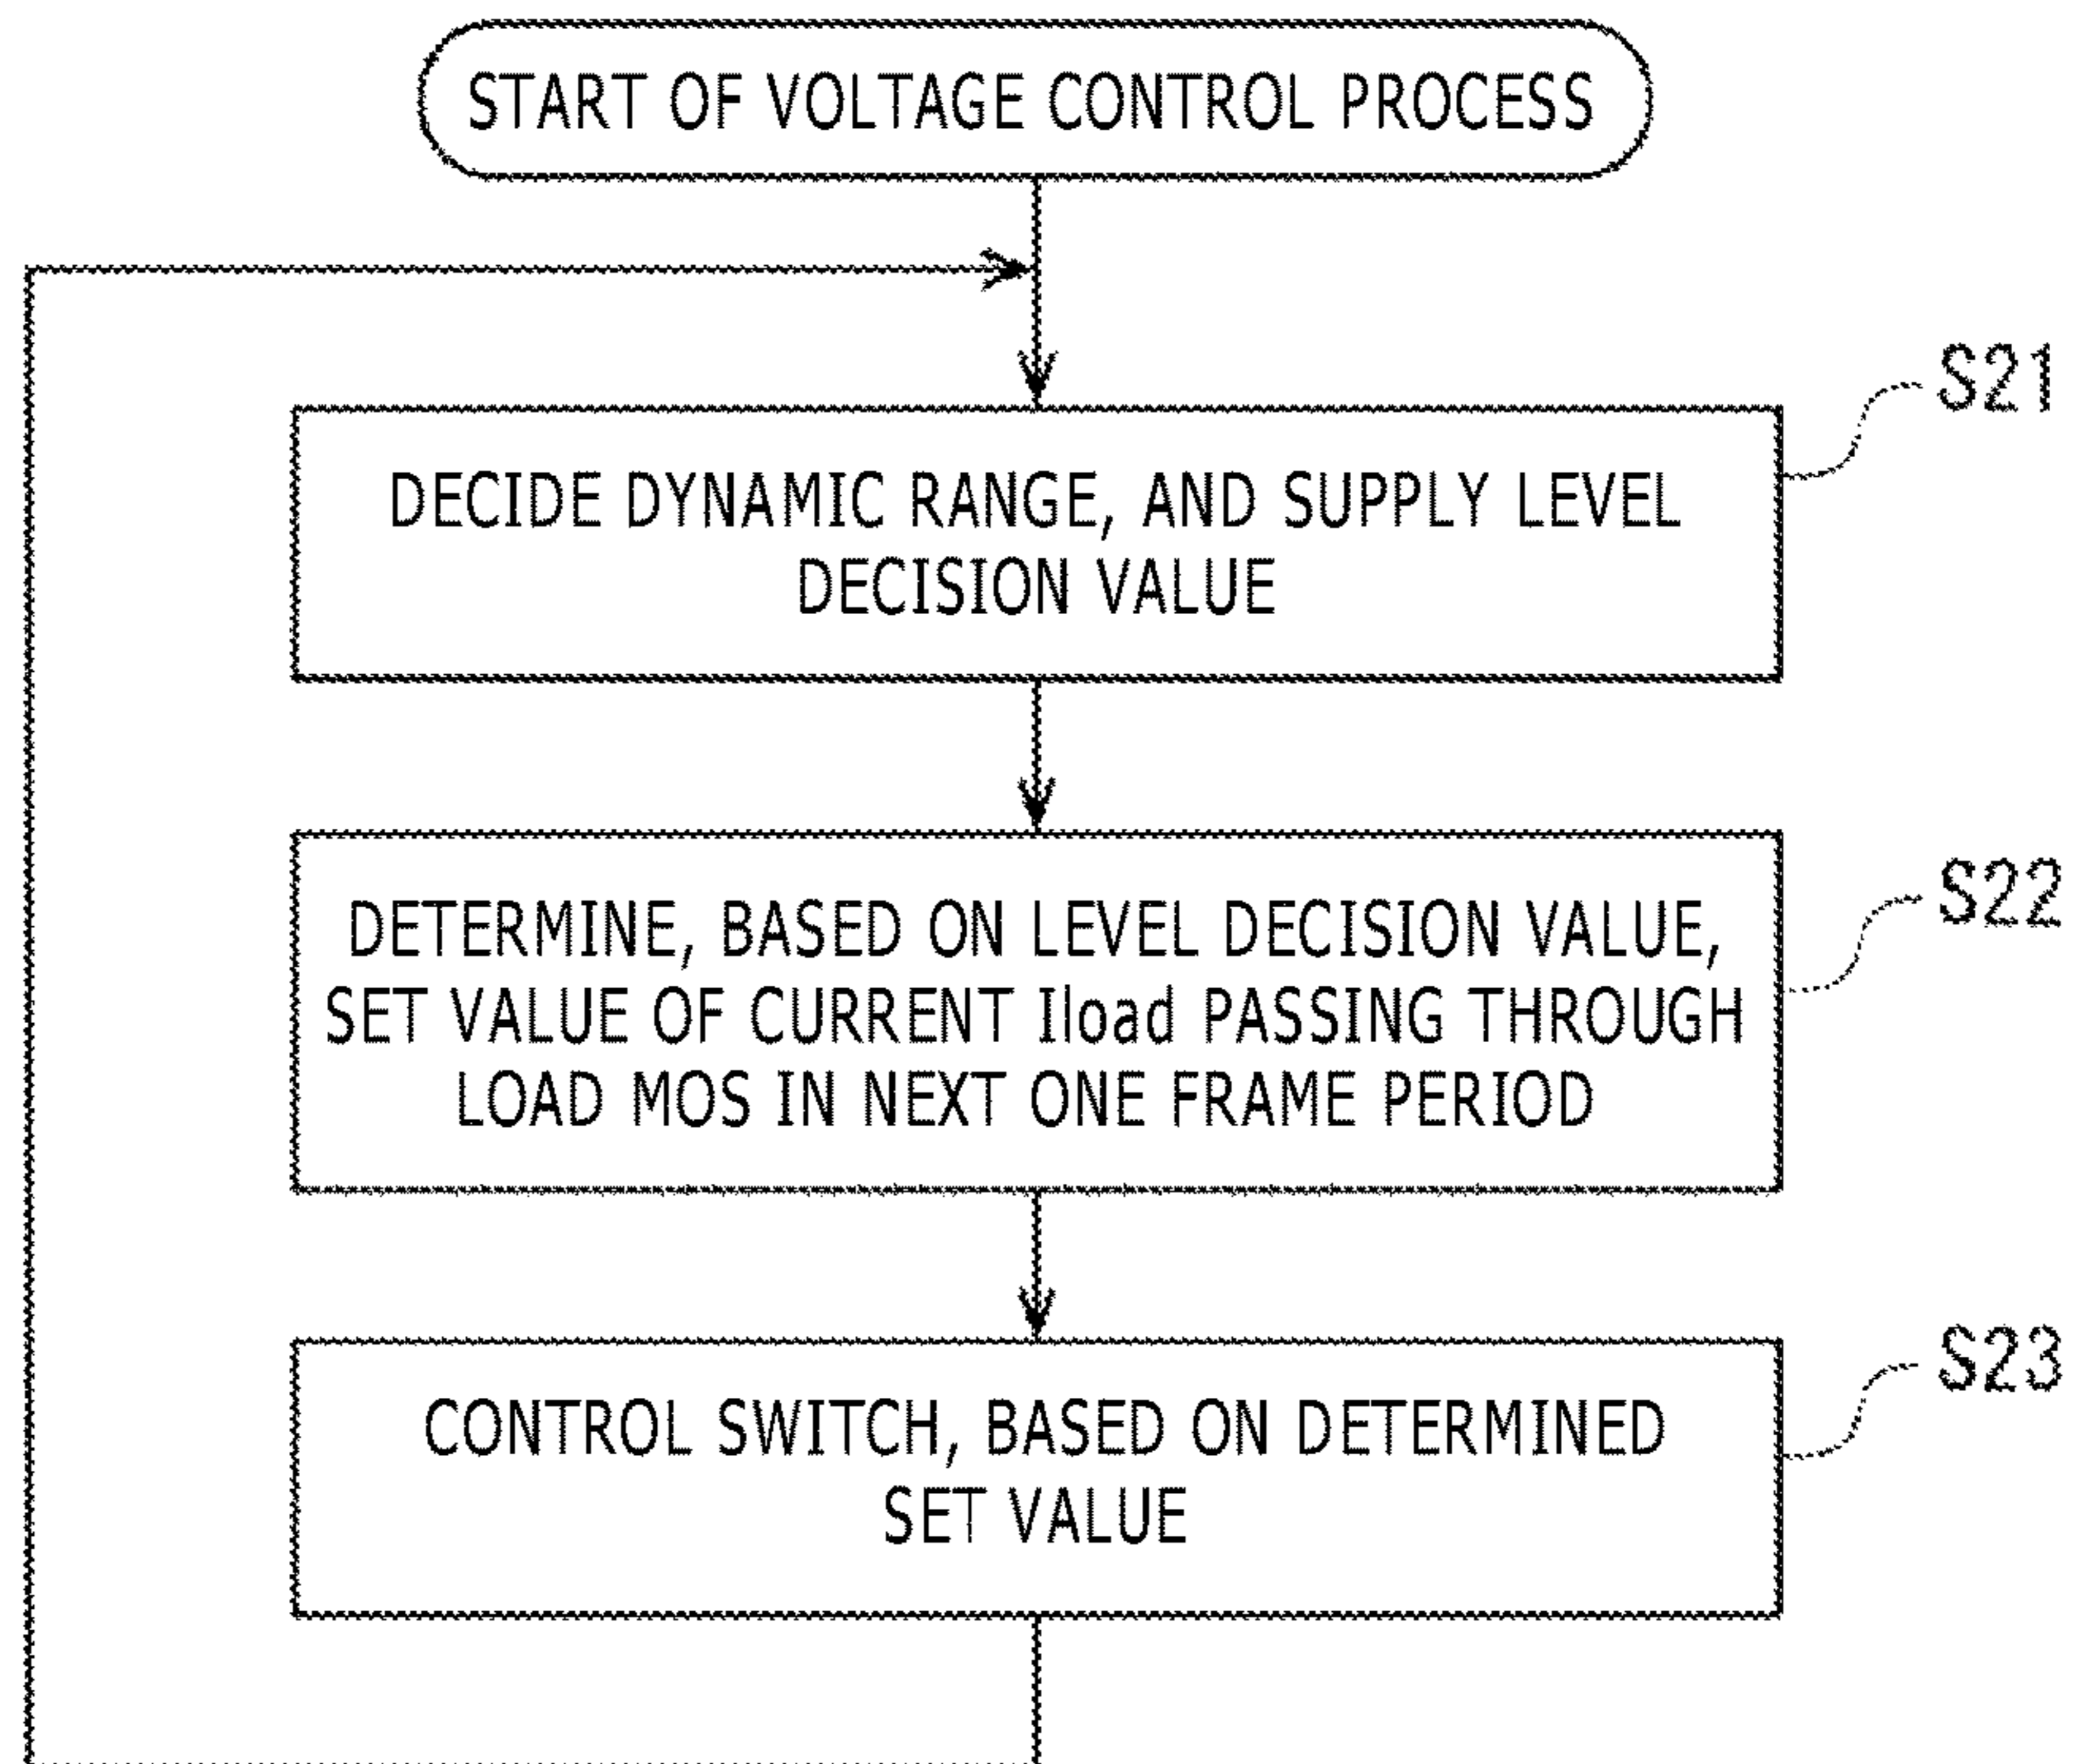 START OF VOLTAGE CONTROL PROCESS
S21
DECIDE DYNAMIC RANGE, AND SUPPLY LEVEL
DECISION VALUE
S22
DETERMINE, BASED ON LEVEL DECISION VALUE,
SET VALUE OF CURRENT Iload PASSING THROUGH
LOAD MOS IN NEXT ONE FRAME PERIOD
S23
CONTROL SWITCH, BASED ON DETERMINED
SET VALUE